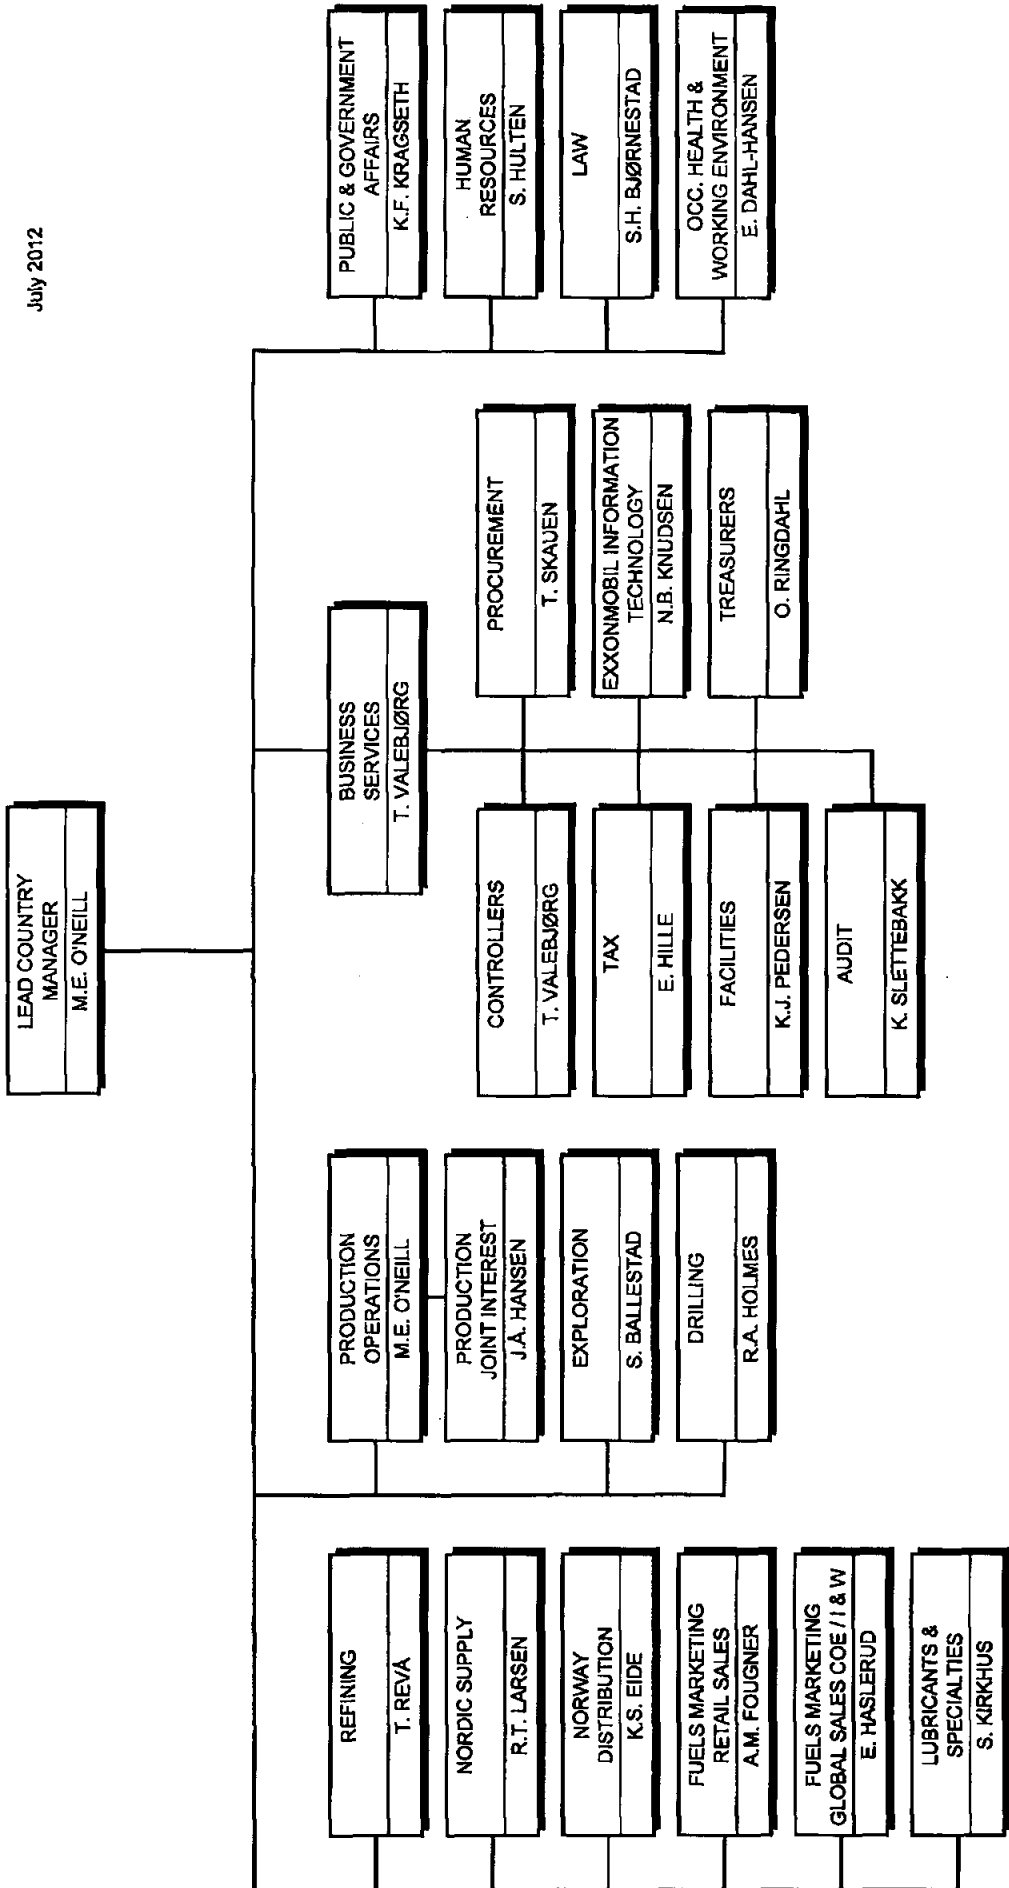 July 2012
LEAD COUNTRY
MANAGER
M.E. O'NEILL
REFINING
T. REVÅ
NORDIC SUPPLY
R.T. LARSEN
NORWAY
DISTRIBUTION
K.S. EIDE
FUELS MARKETING
RETAIL SALES
A.M. FOUGNER
FUELS MARKETING
GLOBAL SALES COE / I & W
E. HASLERUD
LUBRICANTS &
SPECIALTIES
S. KIRKHUS
PRODUCTION
OPERATIONS
M.E. O'NEILL
PRODUCTION
JOINT INTEREST
J.Å. HANSEN
EXPLORATION
S. BALLESTAD
DRILLING
R.A. HOLMES
BUSINESS
SERVICES
T. VALEBJØRG
CONTROLLERS
T. VALEBJØRG
TAX
E. HILLE
FACILITIES
K.J. PEDERSEN
AUDIT
K. SLETTEBAKK
PROCUREMENT
T. SKAUEN
EXXONMOBIL INFORMATION
TECHNOLOGY
N.B. KNUDSEN
TREASURERS
O. RINGDAHL
PUBLIC & GOVERNMENT
AFFAIRS
K.F. KRAGSETH
HUMAN
RESOURCES
S. HULTEN
LAW
S.H. BJØRNESTAD
OCC. HEALTH &
WORKING ENVIRONMENT
E. DAHL-HANSEN